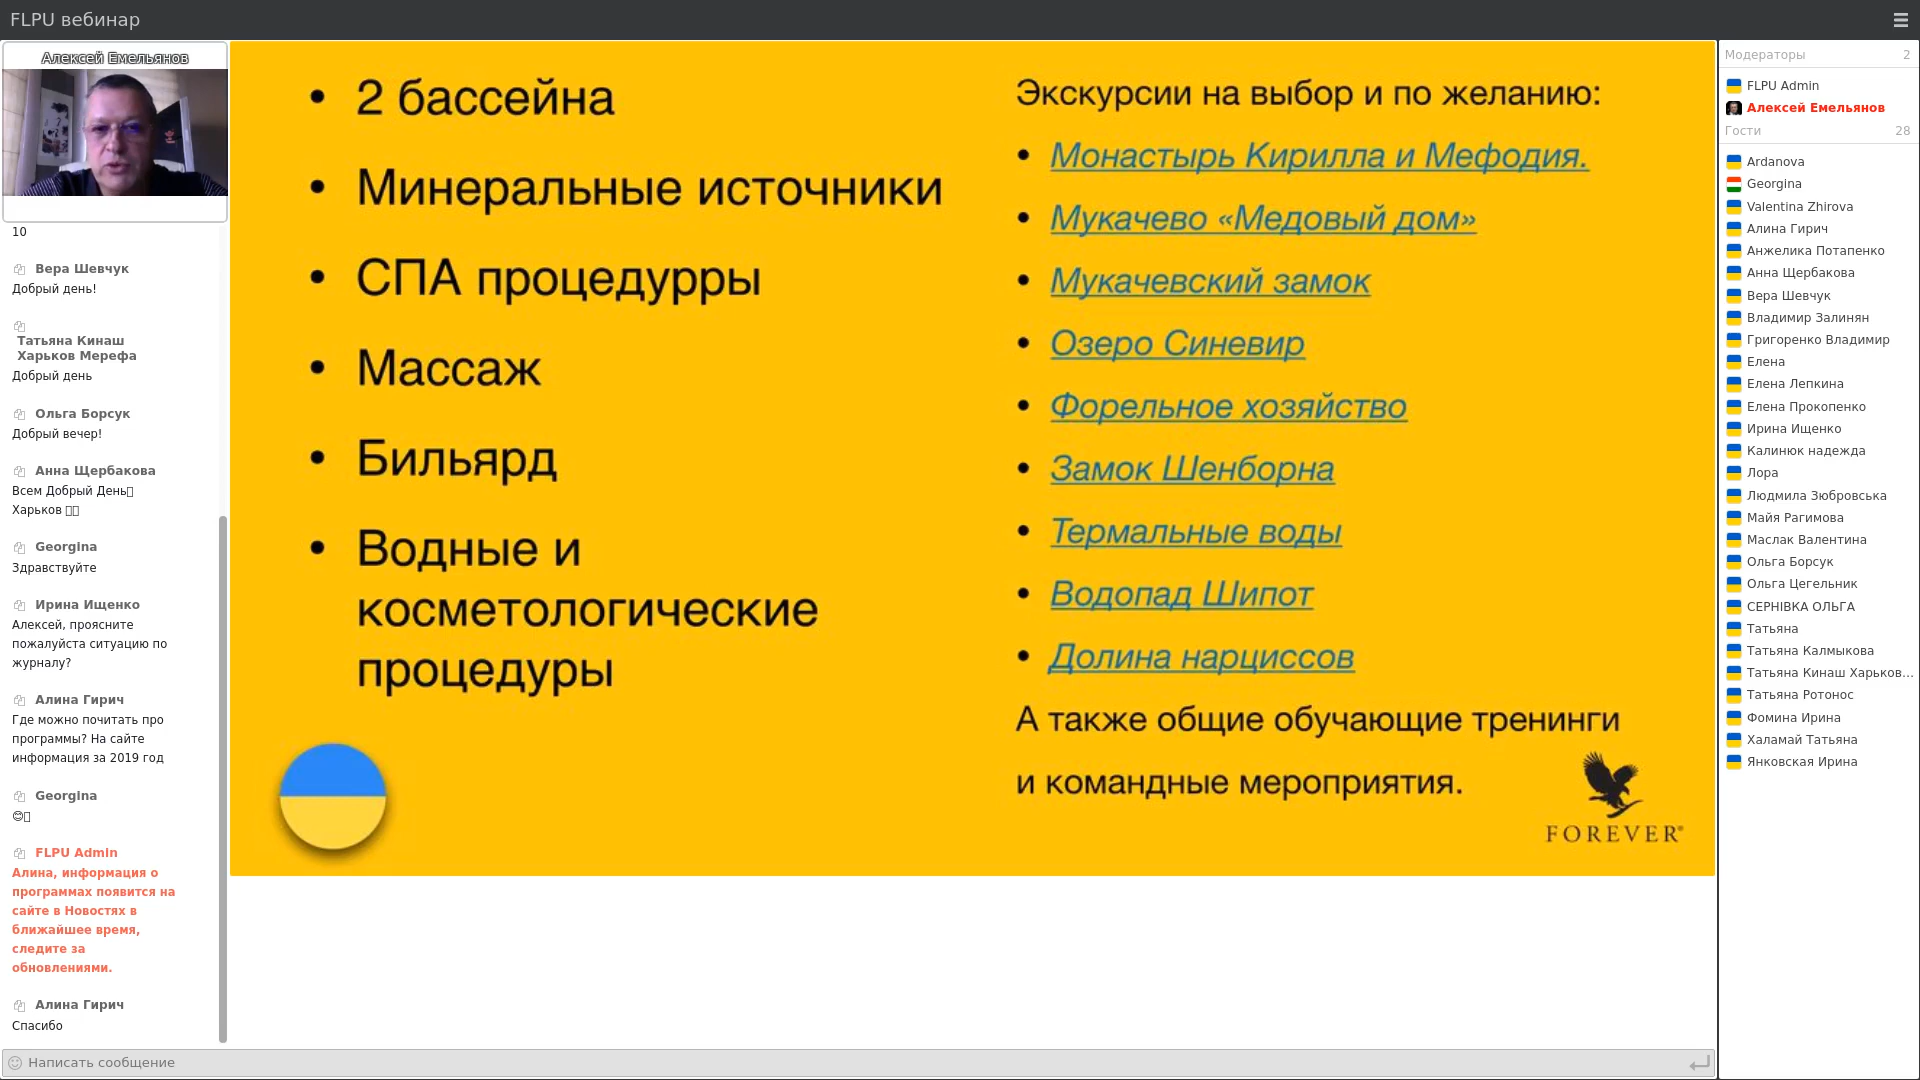 FLPU вебинар
Алексей Емельянов
10
Вера Шевчук
Добрый день!
Татьяна Кинаш
Харьков Мерефа
Добрый день
Ольга Борсук
Добрый вечер!
Анна Щербакова
Всем Добрый День
Харьков
Georgina
Здравствуйте
Ирина Ищенко
Алексей, проясните
пожалуйста ситуацию по
журналу?
Алина Гирич
Где можно почитать про
программы? На сайте
информация за 2019 год
Georgina
😊
FLPU Admin
Алина, информация о
программах появится на
сайте в Новостях в
ближайшее время,
следите за
обновлениями.
Алина Гирич
Спасибо
Написать сообщение
• 2 бассейна
• Минеральные источники
• СПА процедурры
• Массаж
• Бильярд
• Водные и
косметологические
процедуры
Экскурсии на выбор и по желанию:
• Монастырь Кирилла и Мефодия.
• Мукачево «Медовый дом»
• Мукачевский замок
• Озеро Синевир
• Форельное хозяйство
• Замок Шенборна
• Термальные воды
• Водопад Шипот
• Долина нарциссов
А также общие обучающие тренинги
и командные мероприятия.
FOREVER®
Модераторы 2
FLPU Admin
Алексей Емельянов
Гости 28
Ardanova
Georgina
Valentina Zhirova
Алина Гирич
Анжелика Потапенко
Анна Щербакова
Вера Шевчук
Владимир Залинян
Григоренко Владимир
Елена
Елена Лепкина
Елена Прокопенко
Ирина Ищенко
Калинюк надежда
Лора
Людмила Зюбровська
Майя Рагимова
Маслак Валентина
Ольга Борсук
Ольга Цегельник
СЕРНІВКА ОЛЬГА
Татьяна
Татьяна Калмыкова
Татьяна Кинаш Харьков...
Татьяна Ротонос
Фомина Ирина
Халамай Татьяна
Янковская Ирина